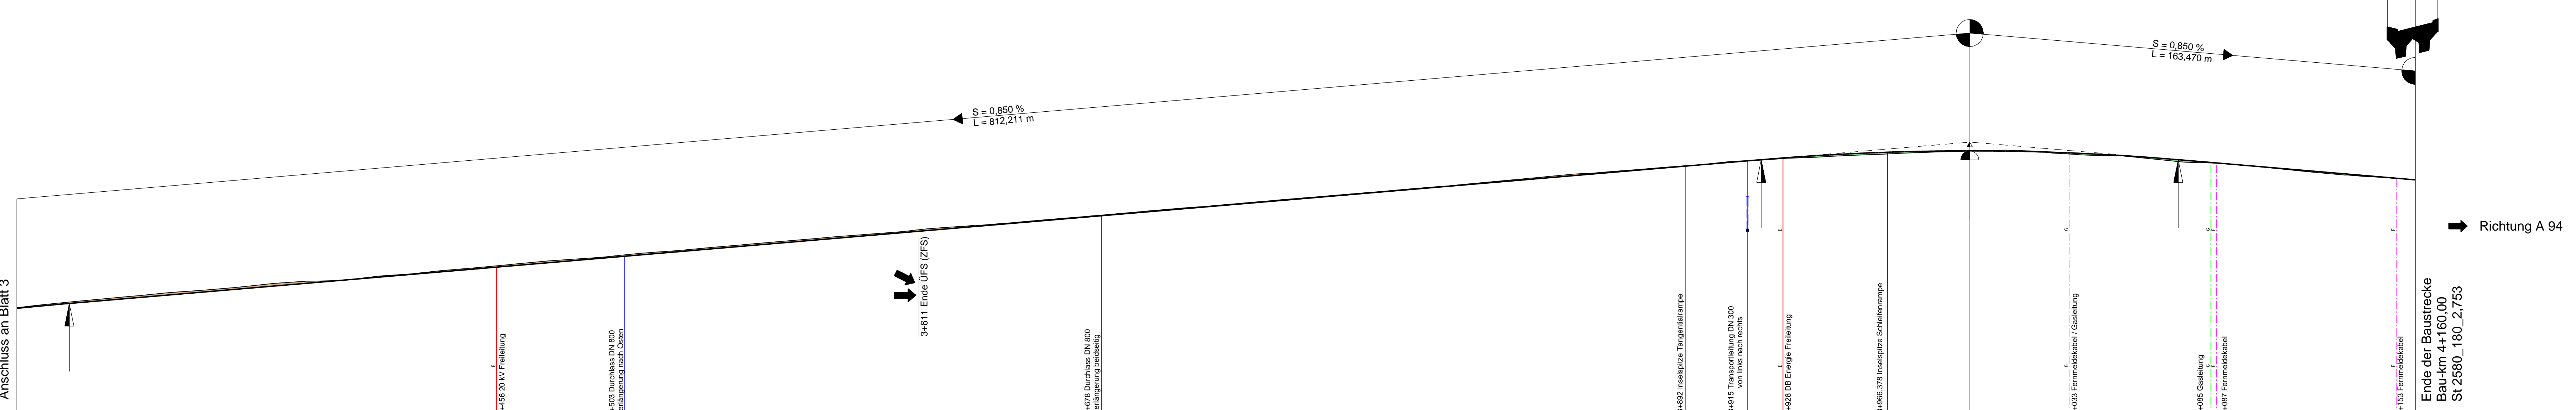 Anschluss an Blatt 3
+456 20 kV Freileitung
E
+503 Durchlass DN 800
erlängerung nach Osten
S = 0,850 %
L = 812,211 m
3+611 Ende ÜFS (ZFS)
+678 Durchlass DN 800
erlängerung beidseitig
+892 Inselspitze Tangentialrampe
+915 Transportleitung DN 300
von links nach rechts
E
E
+928 DB Energie Freileitung
+966,378 Inselspitze Schleifenrampe
G
G
+033 Fernmeldekabel / Gasleitung
S = 0,850 %
L = 163,470 m
+085 Gasleitung
G
F
G
F
+087 Fernmeldekabel
F
F
+153 Fernmeldekabel
Ende der Baustrecke
Bau-km 4+160,00
St 2580_180_2,753
Richtung A 94